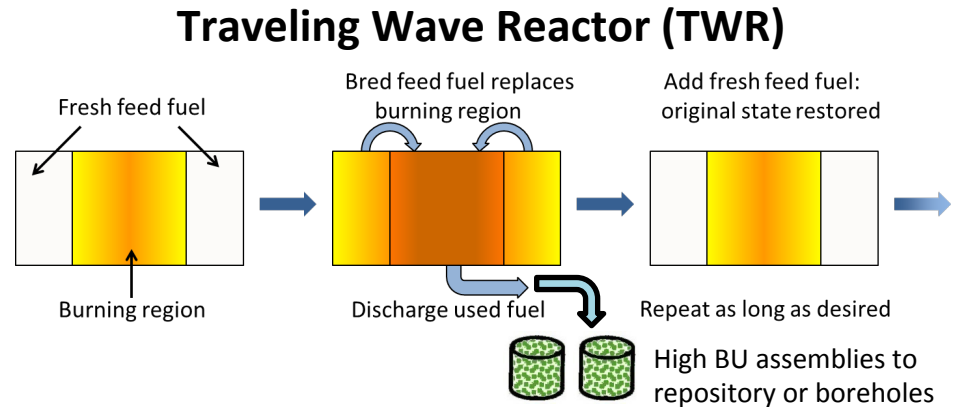 Traveling Wave Reactor (TWR)
Fresh feed fuel
Burning region
Bred feed fuel replaces
burning region
Discharge used fuel
Add fresh feed fuel:
original state restored
Repeat as long as desired
High BU assemblies to
repository or boreholes